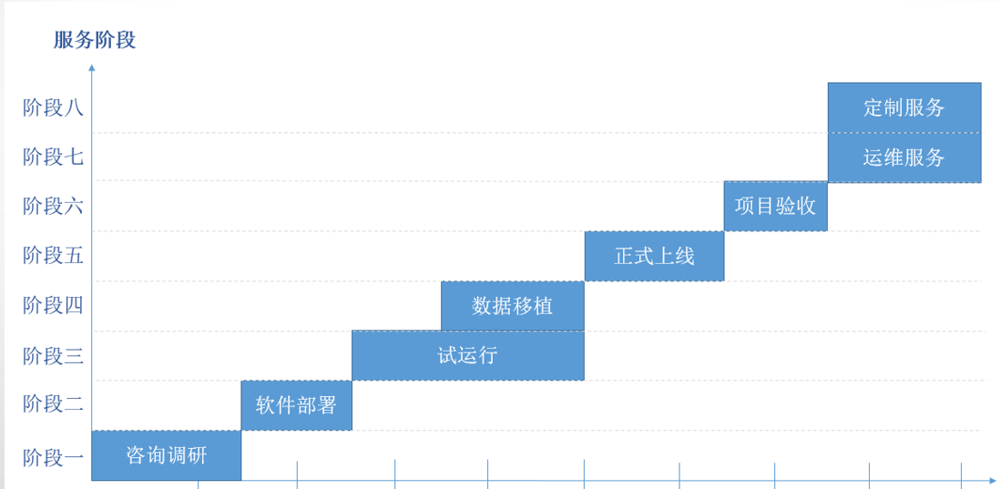 服务阶段
阶段八
定制服务
阶段七
运维服务
阶段六
项目验收
阶段五
正式上线
阶段四
数据移植
阶段三
试运行
阶段二
软件部署
阶段一
咨询调研